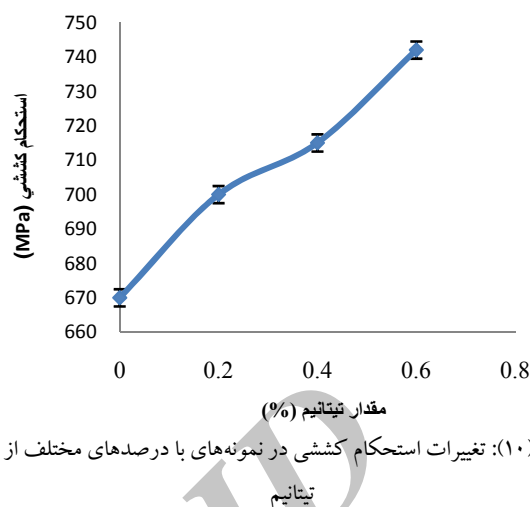 750
740
730
720
710
700
690
680
670
660
استحکام کششي (MPa)
0 0.2 0.4 0.6 0.8
مقدار تیتانیم (%)
(۱۰): تغییرات استحکام کششی در نمونه‌های با درصدهای مختلف از
تیتانیم